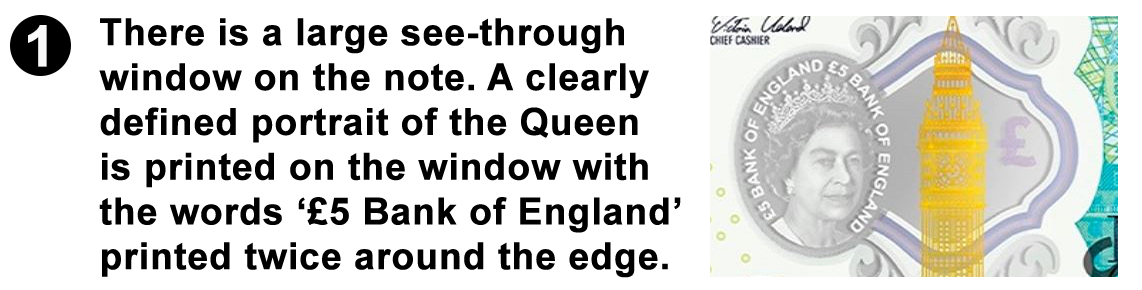 1
There is a large see-through
window on the note. A clearly
defined portrait of the Queen
is printed on the window with
the words ‘£5 Bank of England’
printed twice around the edge.
Victoria Cleland
CHIEF CASHIER
£5 BANK OF ENGLAND £5 BANK OF ENGLAND
£